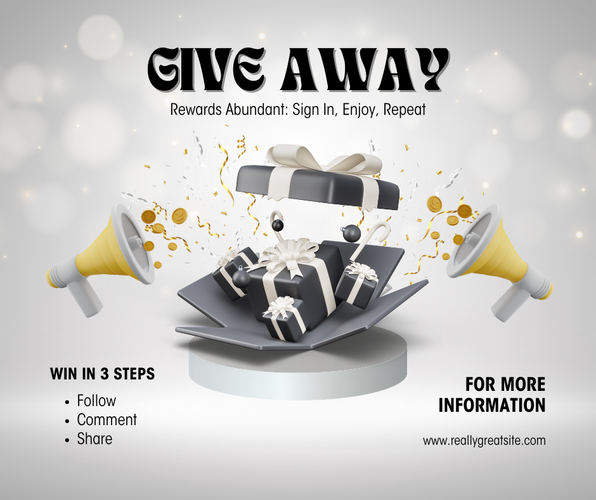 GIVE AWAY
Rewards Abundant: Sign In, Enjoy, Repeat
WIN IN 3 STEPS
• Follow
• Comment
• Share
FOR MORE
INFORMATION
www.reallygreatsite.com